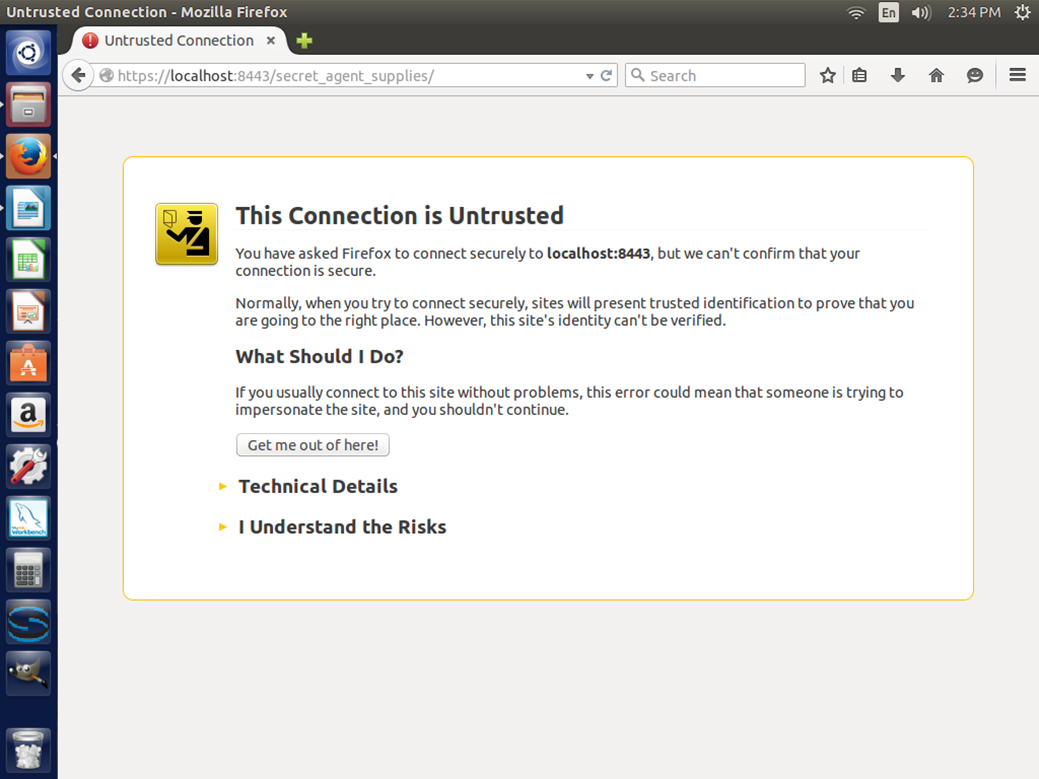 Untrusted Connection - Mozilla Firefox
En
2:34 PM
Untrusted Connection
https://localhost:8443/secret_agent_supplies/
Search
This Connection is Untrusted
You have asked Firefox to connect securely to localhost:8443, but we can't confirm that your
connection is secure.
Normally, when you try to connect securely, sites will present trusted identification to prove that you
are going to the right place. However, this site's identity can't be verified.
What Should I Do?
If you usually connect to this site without problems, this error could mean that someone is trying to
impersonate the site, and you shouldn't continue.
Get me out of here!
Technical Details
I Understand the Risks
A
a
Workbench